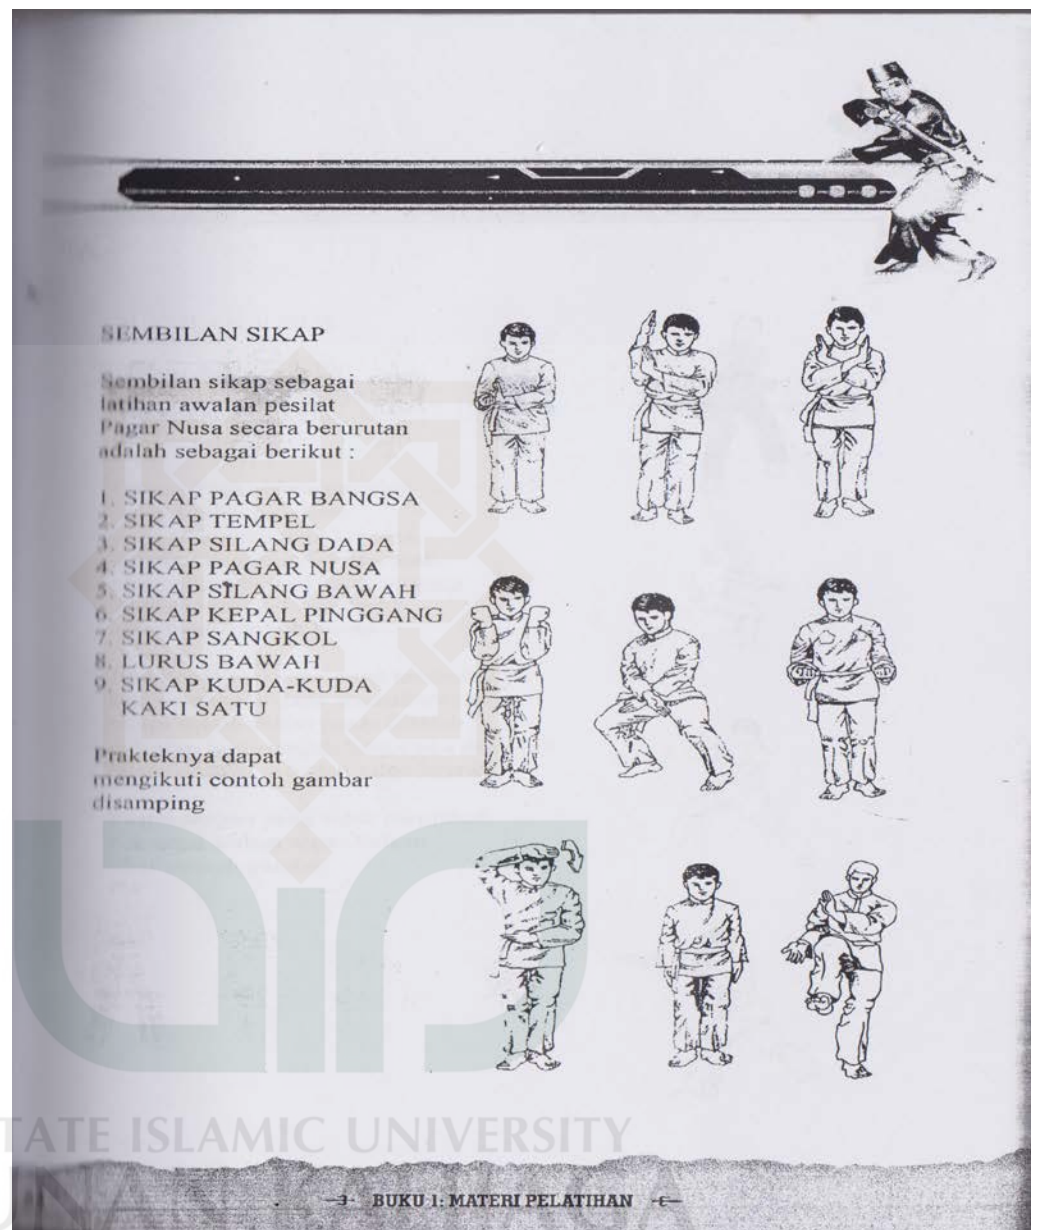 SEMBILAN SIKAP
Sembilan sikap sebagai
latihan awalan pesilat
Pagar Nusa secara berurutan
adalah sebagai berikut :
1. SIKAP PAGAR BANGSA
2. SIKAP TEMPEL
3. SIKAP SILANG DADA
4. SIKAP PAGAR NUSA
5. SIKAP SILANG BAWAH
6. SIKAP KEPAL PINGGANG
7. SIKAP SANGKOL
8. LURUS BAWAH
9. SIKAP KUDA-KUDA
KAKI SATU
Prakteknya dapat
mengikuti contoh gambar
disamping
TATE ISLAMIC UNIVERSITY
BUKU 1: MATERI PELATIHAN